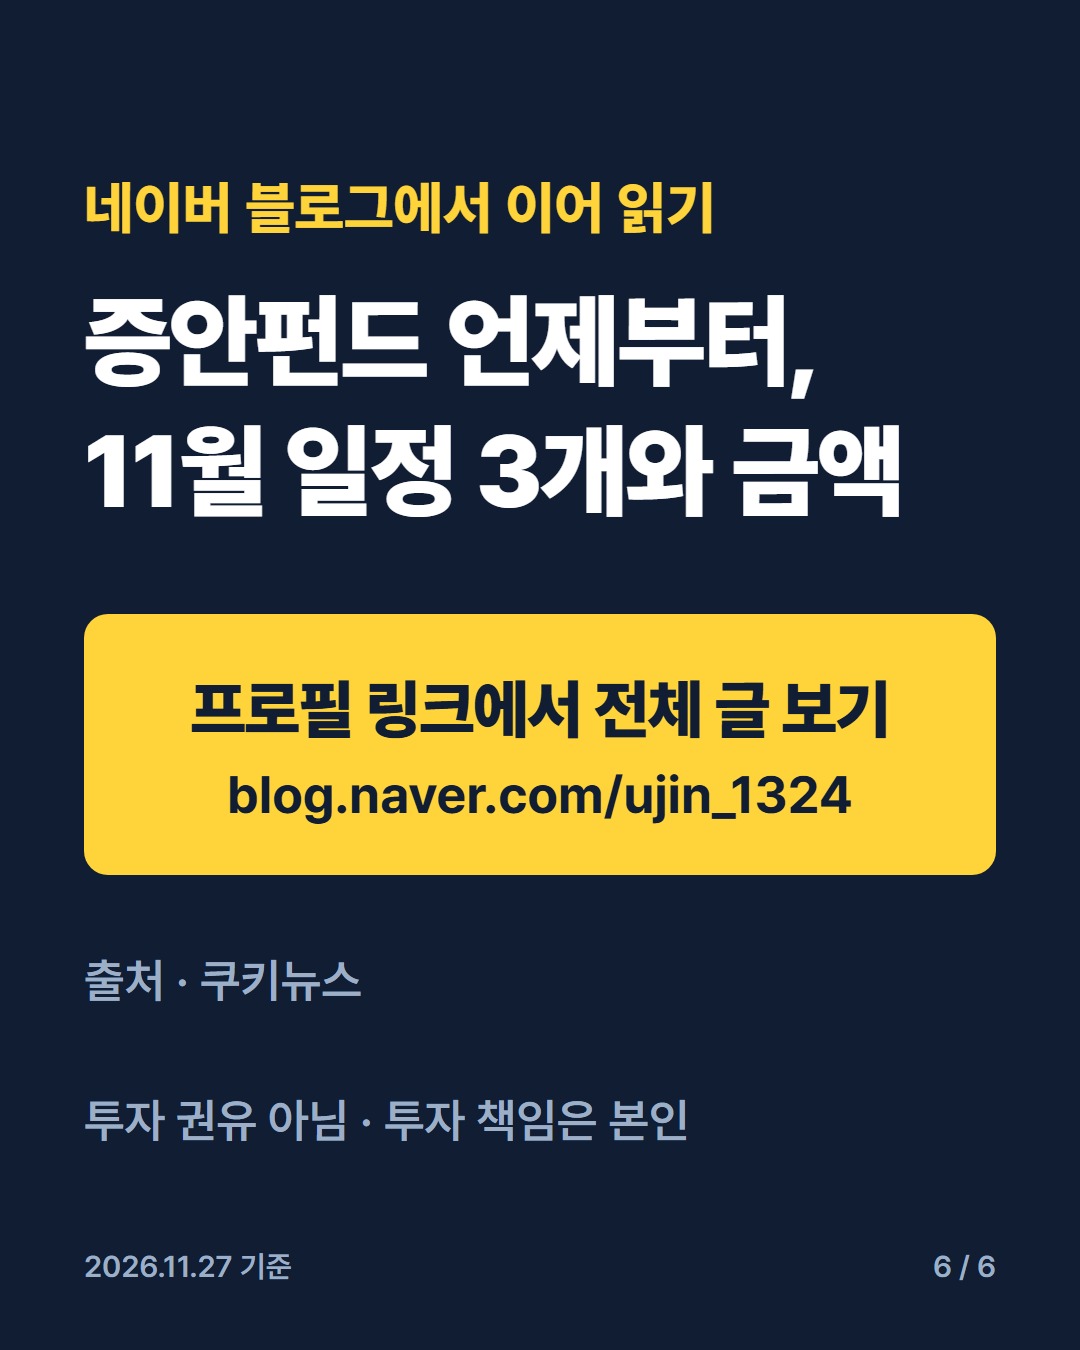 네이버 블로그에서 이어 읽기
증안펀드 언제부터,
11월 일정 3개와 금액
프로필 링크에서 전체 글 보기
blog.naver.com/ujin_1324
출처 · 쿠키뉴스
투자 권유 아님 · 투자 책임은 본인
2026.11.27 기준
6 / 6